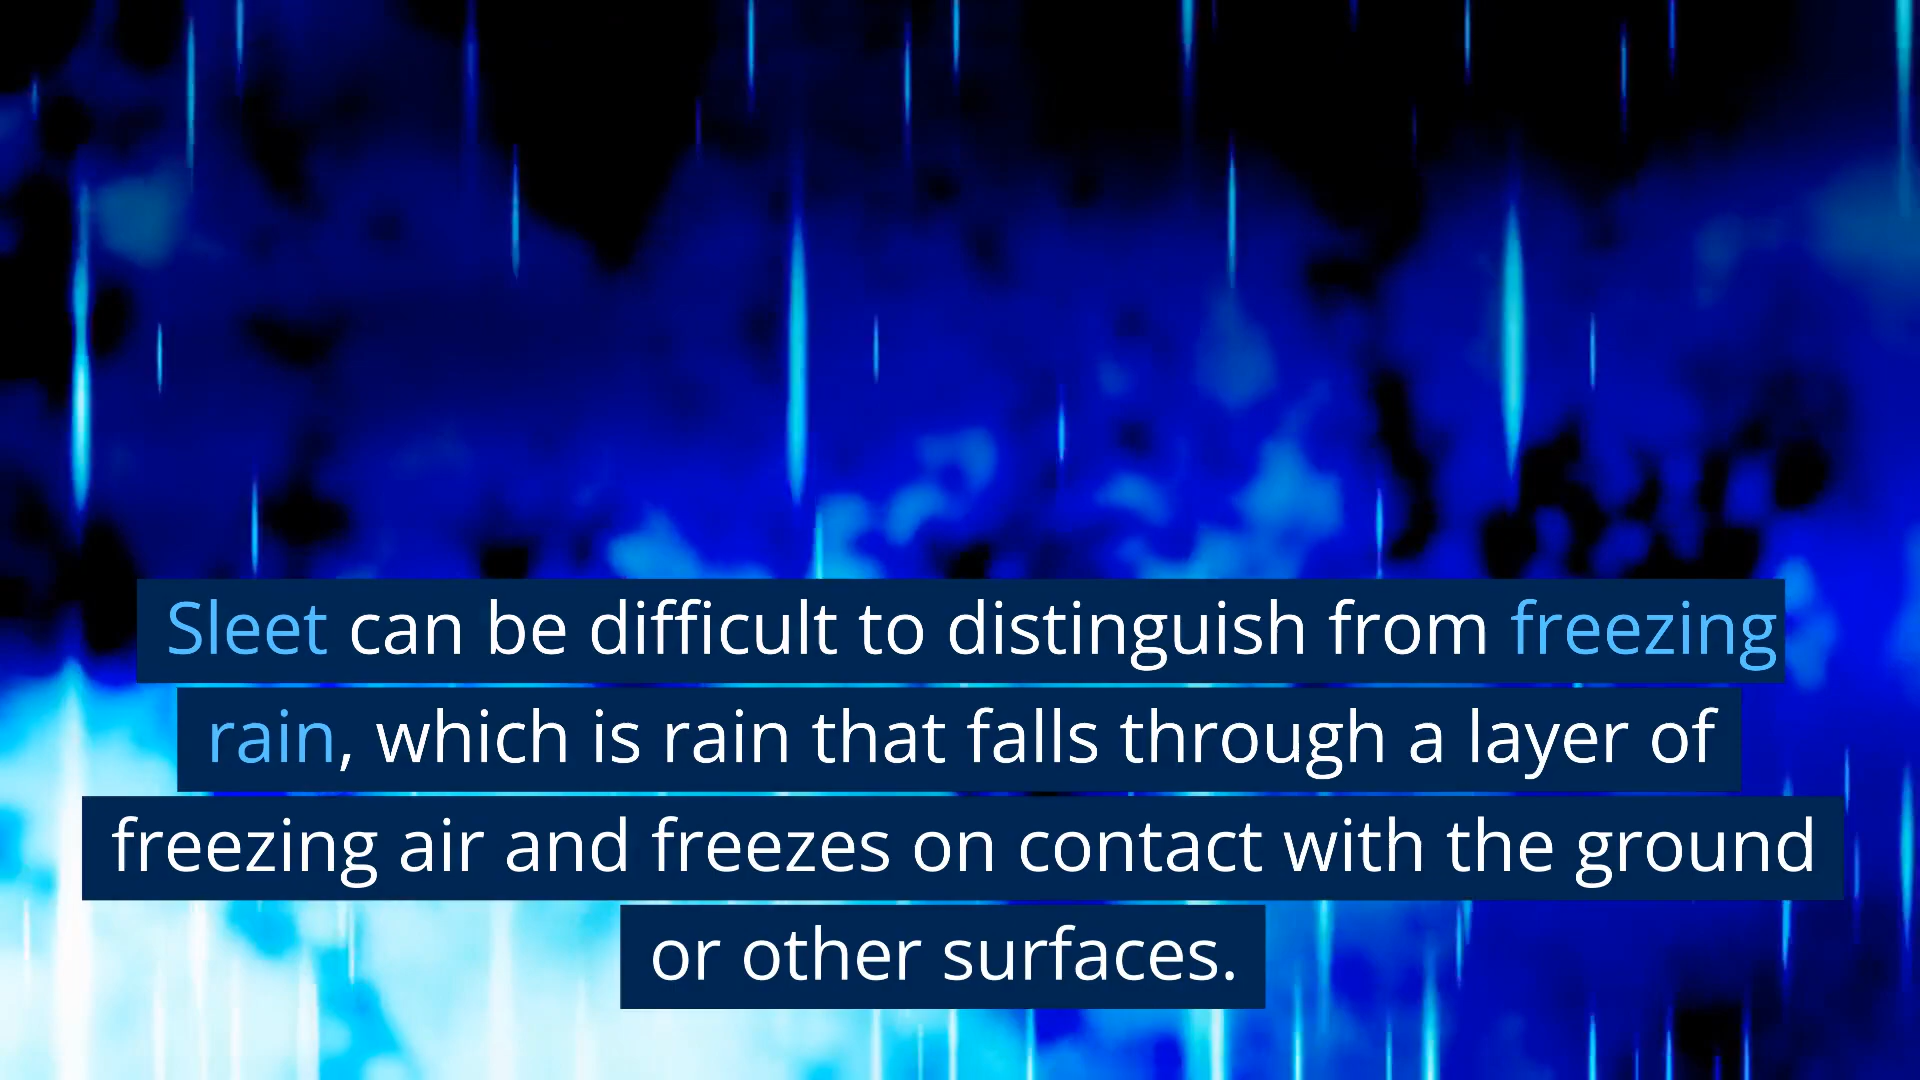 Sleet can be difficult to distinguish from freezing
rain, which is rain that falls through a layer of
freezing air and freezes on contact with the ground
or other surfaces.